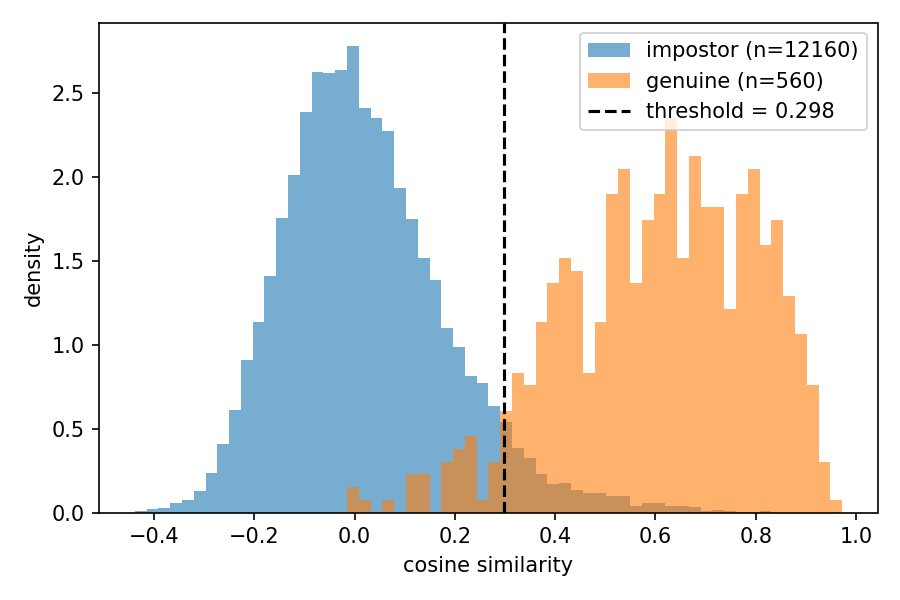 impostor (n=12160)
genuine (n=560)
threshold = 0.298
density
2.5
2.0
1.5
1.0
0.5
0.0
−0.4 −0.2 0.0 0.2 0.4 0.6 0.8 1.0
cosine similarity